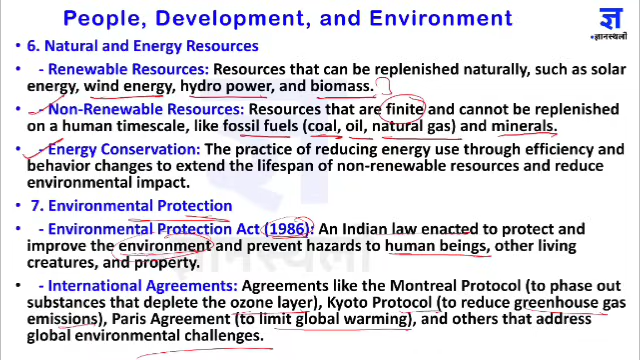 People, Development, and Environment
ज्ञ
ज्ञानस्थली
• 6. Natural and Energy Resources
• - Renewable Resources: Resources that can be replenished naturally, such as solar
energy, wind energy, hydro power, and biomass.
• - Non-Renewable Resources: Resources that are finite and cannot be replenished
on a human timescale, like fossil fuels (coal, oil, natural gas) and minerals.
• - Energy Conservation: The practice of reducing energy use through efficiency and
behavior changes to extend the lifespan of non-renewable resources and reduce
environmental impact.
• 7. Environmental Protection
• - Environmental Protection Act (1986): An Indian law enacted to protect and
improve the environment and prevent hazards to human beings, other living
creatures, and property.
• - International Agreements: Agreements like the Montreal Protocol (to phase out
substances that deplete the ozone layer), Kyoto Protocol (to reduce greenhouse gas
emissions), Paris Agreement (to limit global warming), and others that address
global environmental challenges.